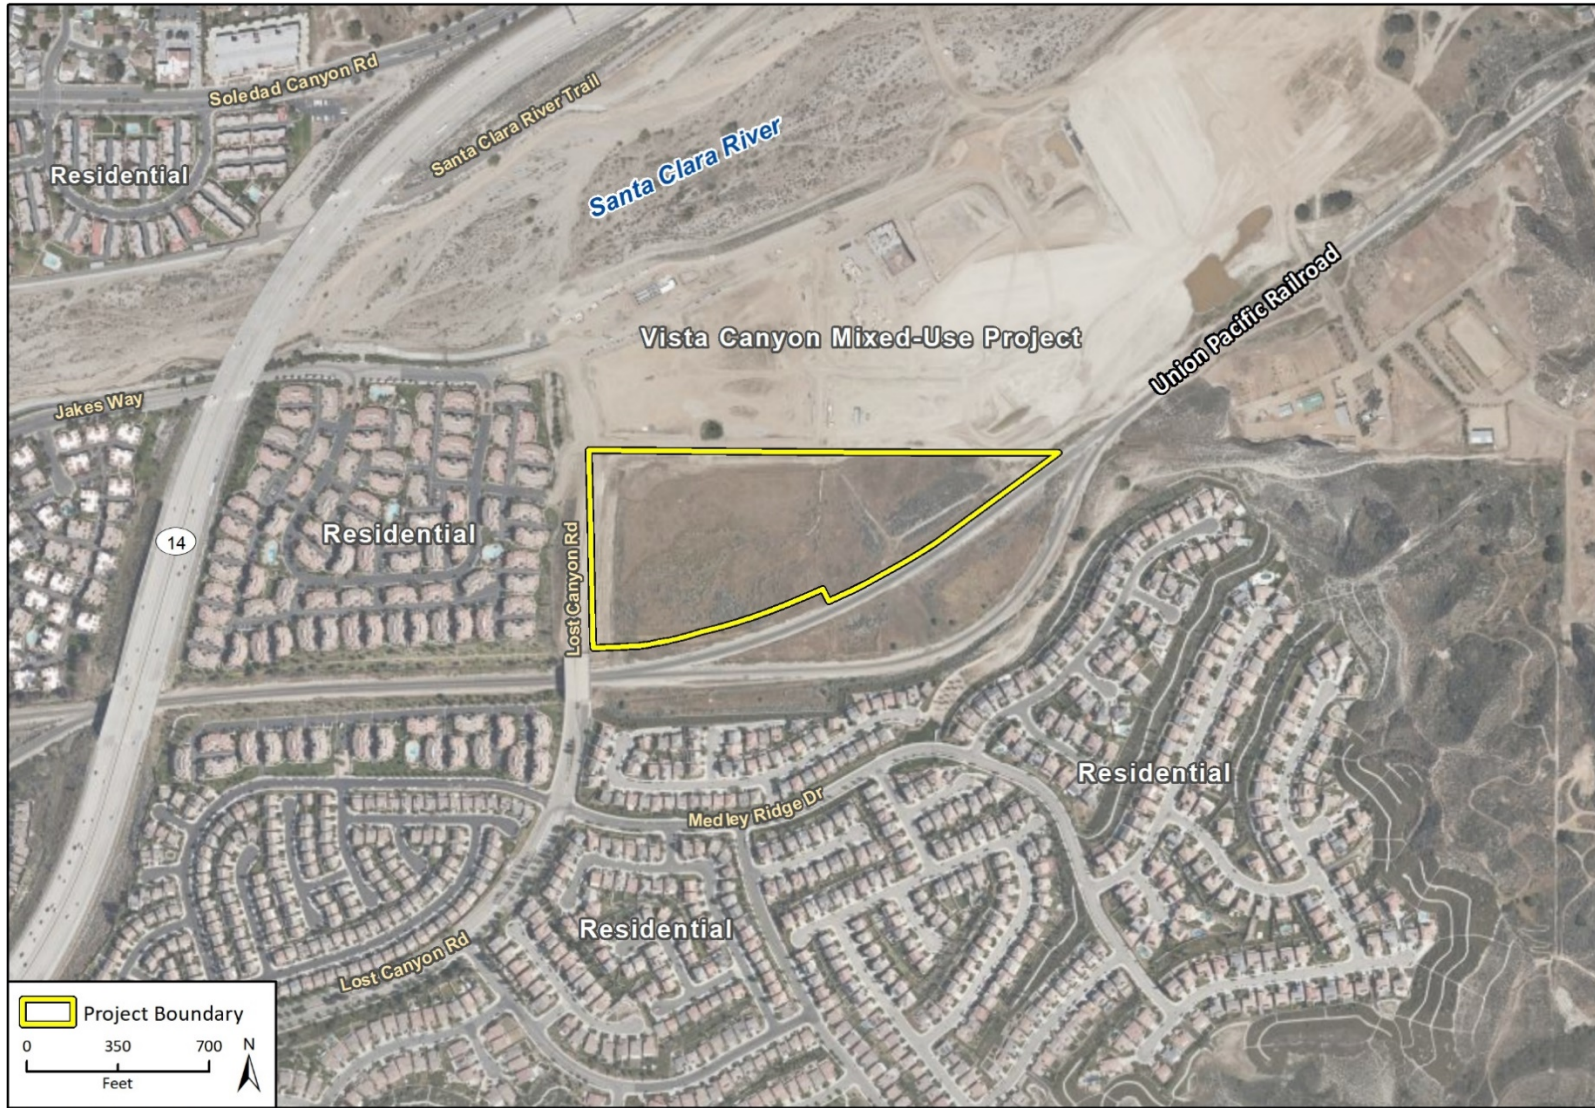 Soledad Canyon Rd
Santa Clara River Trail
Santa Clara River
Residential
Vista Canyon Mixed-Use Project
Union Pacific Railroad
Jakes Way
Residential
14
Lost Canyon Rd
Residential
Medley Ridge Dr
Residential
Lost Canyon Rd
Project Boundary
0 350 700
Feet
N